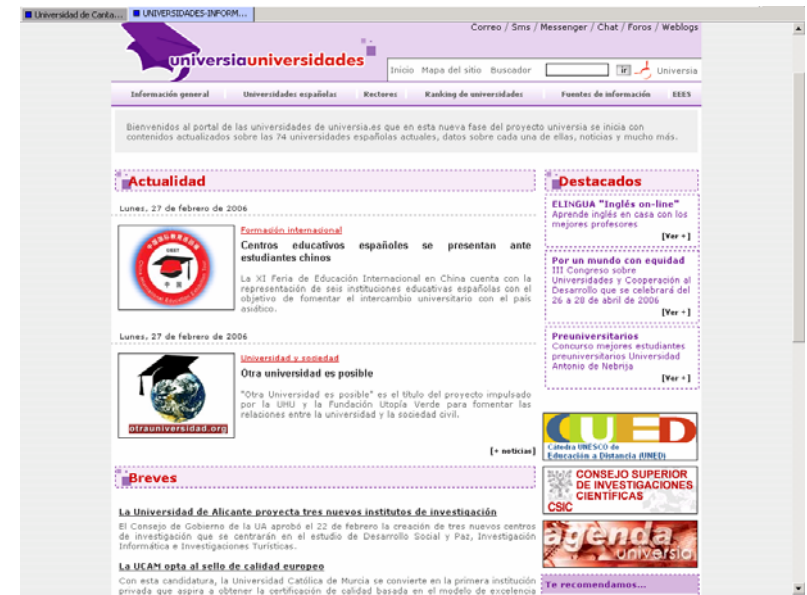 Universidad de Canta...
UNIVERSIDADES-INFORM...
Correo / Sms / Messenger / Chat / Foros / Weblogs
universiauniversidades
Inicio Mapa del sitio Buscador
ir
Universia
Información general
Universidades españolas
Rectores
Ranking de universidades
Fuentes de información
EEES
Bienvenidos al portal de las universidades de universia.es que en esta nueva fase del proyecto universia se inicia con
contenidos actualizados sobre las 74 universidades españolas actuales, datos sobre cada una de ellas, noticias y mucho más.
Actualidad
Lunes, 27 de febrero de 2006
Formación internacional
Centros educativos españoles se presentan ante
estudiantes chinos
La XI Feria de Educación Internacional en China cuenta con la
representación de seis instituciones educativas españolas con el
objetivo de fomentar el intercambio universitario con el país
asiático.
Lunes, 27 de febrero de 2006
otrauniversidad.org
Universidad y sociedad
Otra universidad es posible
"Otra Universidad es posible" es el título del proyecto impulsado
por la UHU y la Fundación Utopía Verde para fomentar las
relaciones entre la universidad y la sociedad civil.
[+ noticias]
Breves
La Universidad de Alicante proyecta tres nuevos institutos de investigación
El Consejo de Gobierno de la UA aprobó el 22 de febrero la creación de tres nuevos centros
de investigación que se centrarán en el estudio de Desarrollo Social y Paz, Investigación
Informática e Investigaciones Turísticas.
La UCAM opta al sello de calidad europeo
Con esta candidatura, la Universidad Católica de Murcia se convierte en la primera institución
privada que aspira a obtener la certificación de calidad basada en el modelo de excelencia
Destacados
ELINGUA "Inglés on-line"
Aprende inglés en casa con los
mejores profesores
[Ver +]
Por un mundo con equidad
III Congreso sobre
Universidades y Cooperación al
Desarrollo que se celebrará del
26 a 28 de abril de 2006
[Ver +]
Preuniversitarios
Concurso mejores estudiantes
preuniversitarios Universidad
Antonio de Nebrija
[Ver +]
CUED
Cátedra UNESCO de
Educación a Distancia (UNED)
CONSEJO SUPERIOR
DE INVESTIGACIONES
CIENTÍFICAS
CSIC
agenda
universia
Te recomendamos...